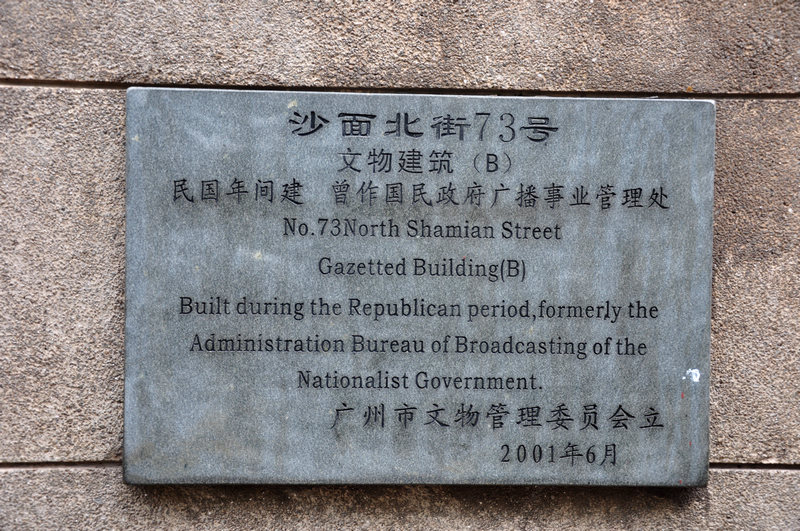 沙面北街73号
文物建筑（B）
民国年间建 曾作国民政府广播事业管理处
No.73North Shamian Street
Gazetted Building(B)
Built during the Republican period,formerly the
Administration Bureau of Broadcasting of the
Nationalist Government.
广州市文物管理委员会立
2001年6月